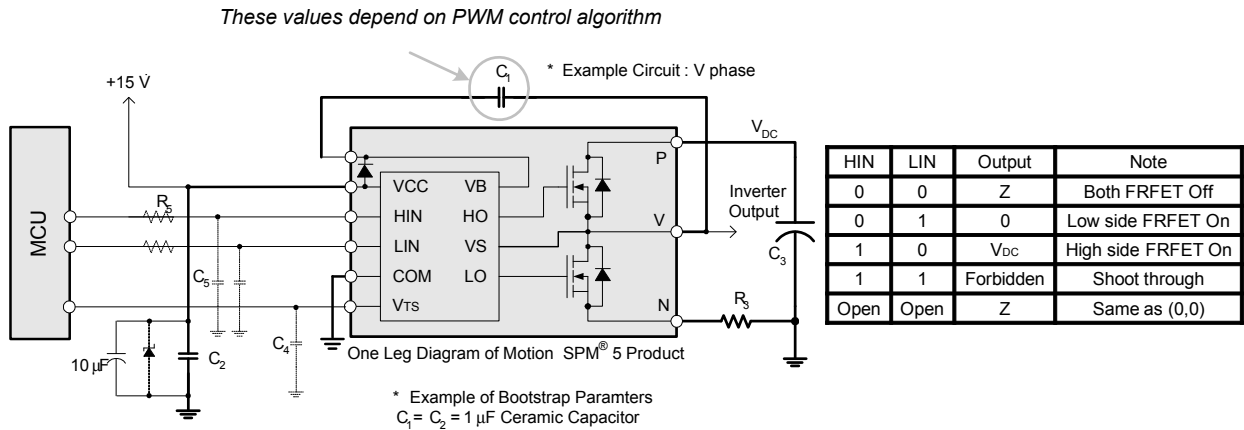 These values depend on PWM control algorithm
C1
* Example Circuit : V phase
+15 V
MCU
R5
C5
C4
10 µF
C2
VCC VB
HIN HO
LIN VS
COM LO
VTS
P
V
N
VDC
Inverter
Output
C3
R3
One Leg Diagram of Motion SPM® 5 Product
* Example of Bootstrap Paramters
C1= C2 = 1 µF Ceramic Capacitor
HIN LIN Output Note
0 0 Z Both FRFET Off
0 1 0 Low side FRFET On
1 0 VDC High side FRFET On
1 1 Forbidden Shoot through
Open Open Z Same as (0,0)